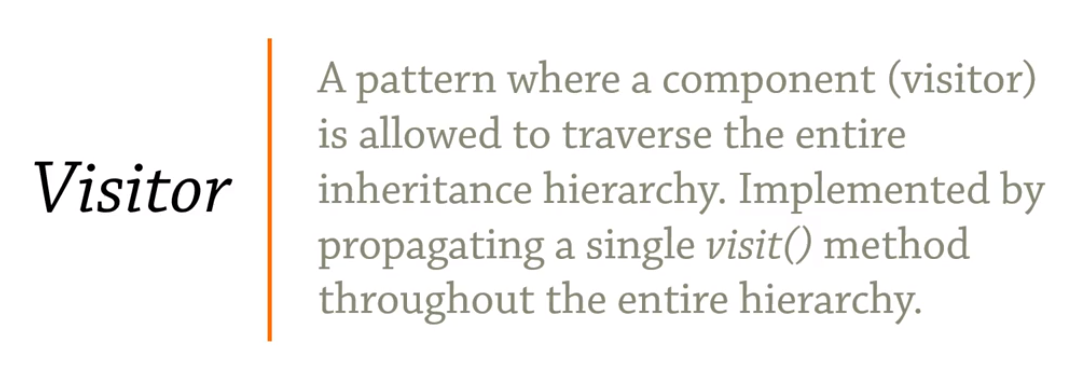 Visitor
A pattern where a component (visitor)
is allowed to traverse the entire
inheritance hierarchy. Implemented by
propagating a single visit() method
throughout the entire hierarchy.